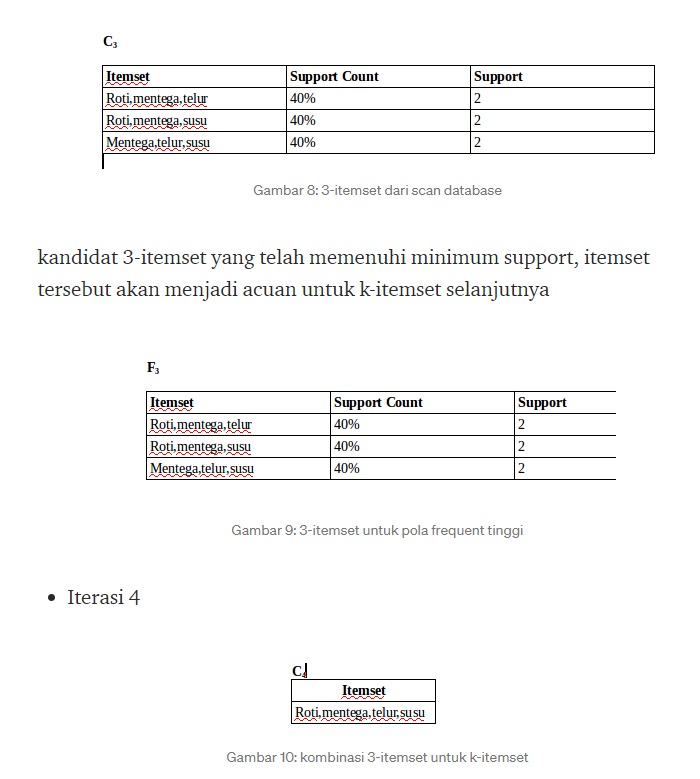 C3
Itemset Support Count Support
Roti,mentega,telur 40% 2
Roti,mentega,susu 40% 2
Mentega,telur,susu 40% 2
Gambar 8: 3-itemset dari scan database
kandidat 3-itemset yang telah memenuhi minimum support, itemset
tersebut akan menjadi acuan untuk k-itemset selanjutnya
F3
Itemset Support Count Support
Roti,mentega,telur 40% 2
Roti,mentega,susu 40% 2
Mentega,telur,susu 40% 2
Gambar 9: 3-itemset untuk pola frequent tinggi
• Iterasi 4
C4
Itemset
Roti,mentega,telur,susu
Gambar 10: kombinasi 3-itemset untuk k-itemset